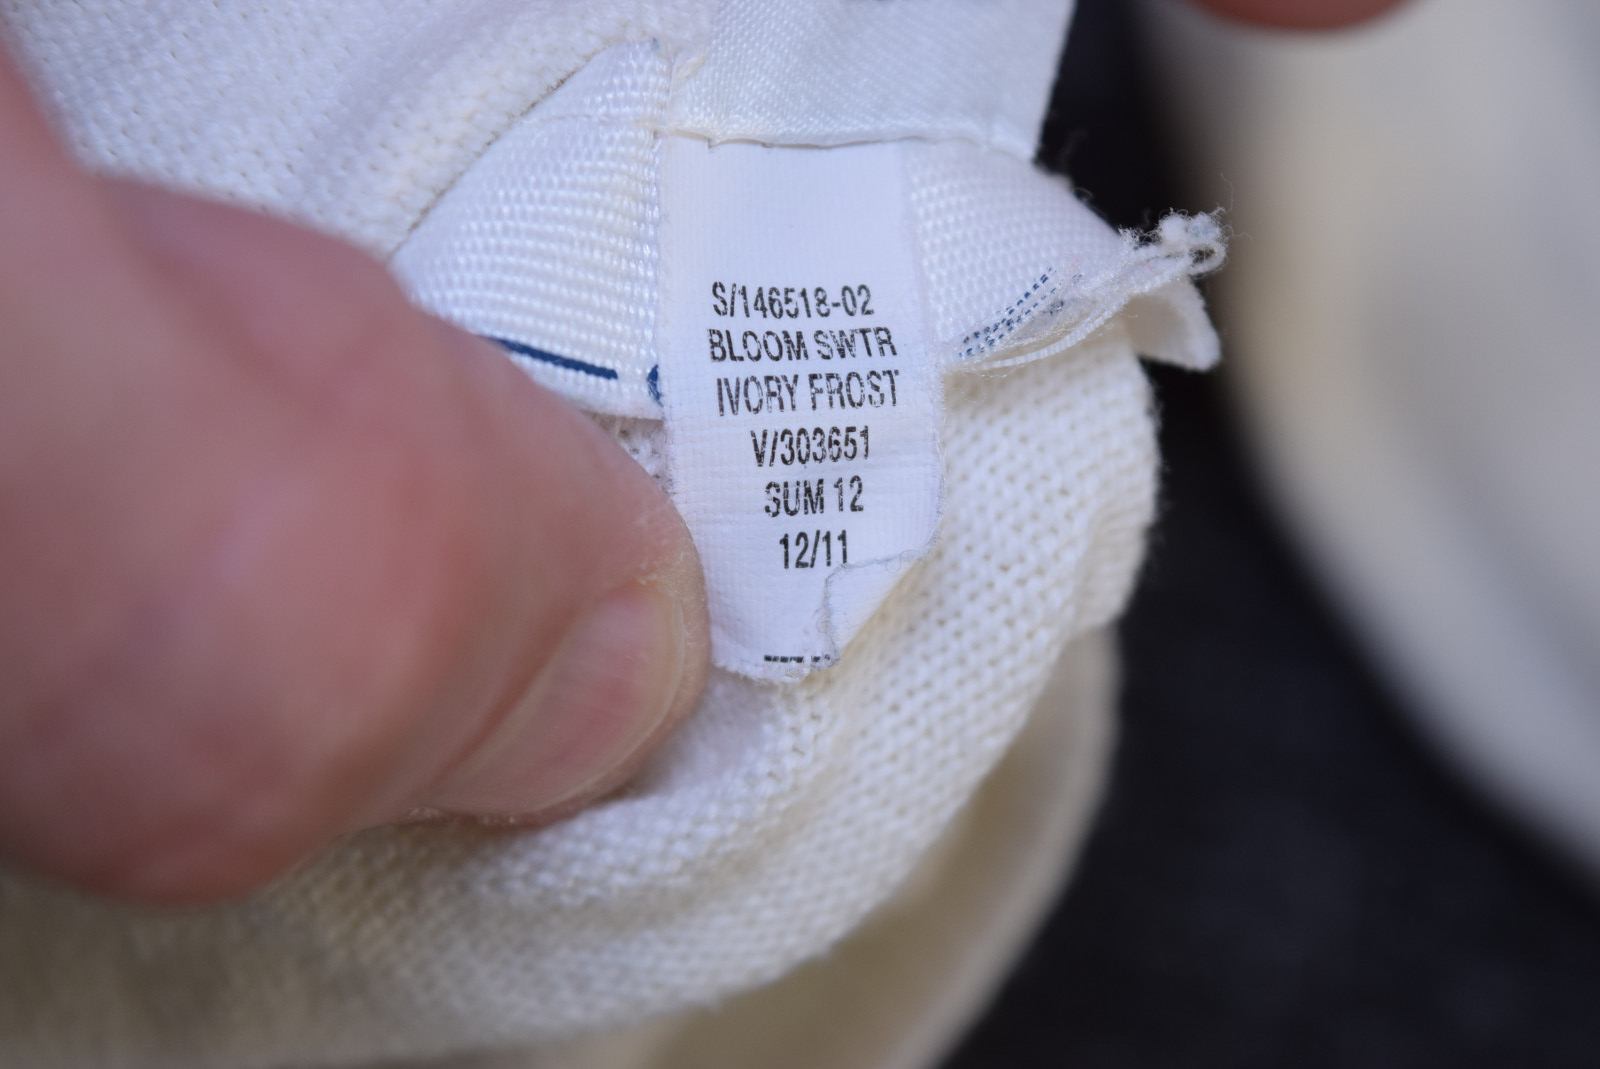 S/146518-02
BLOOM SWTR
IVORY FROST
V/303651
SUM 12
12/11